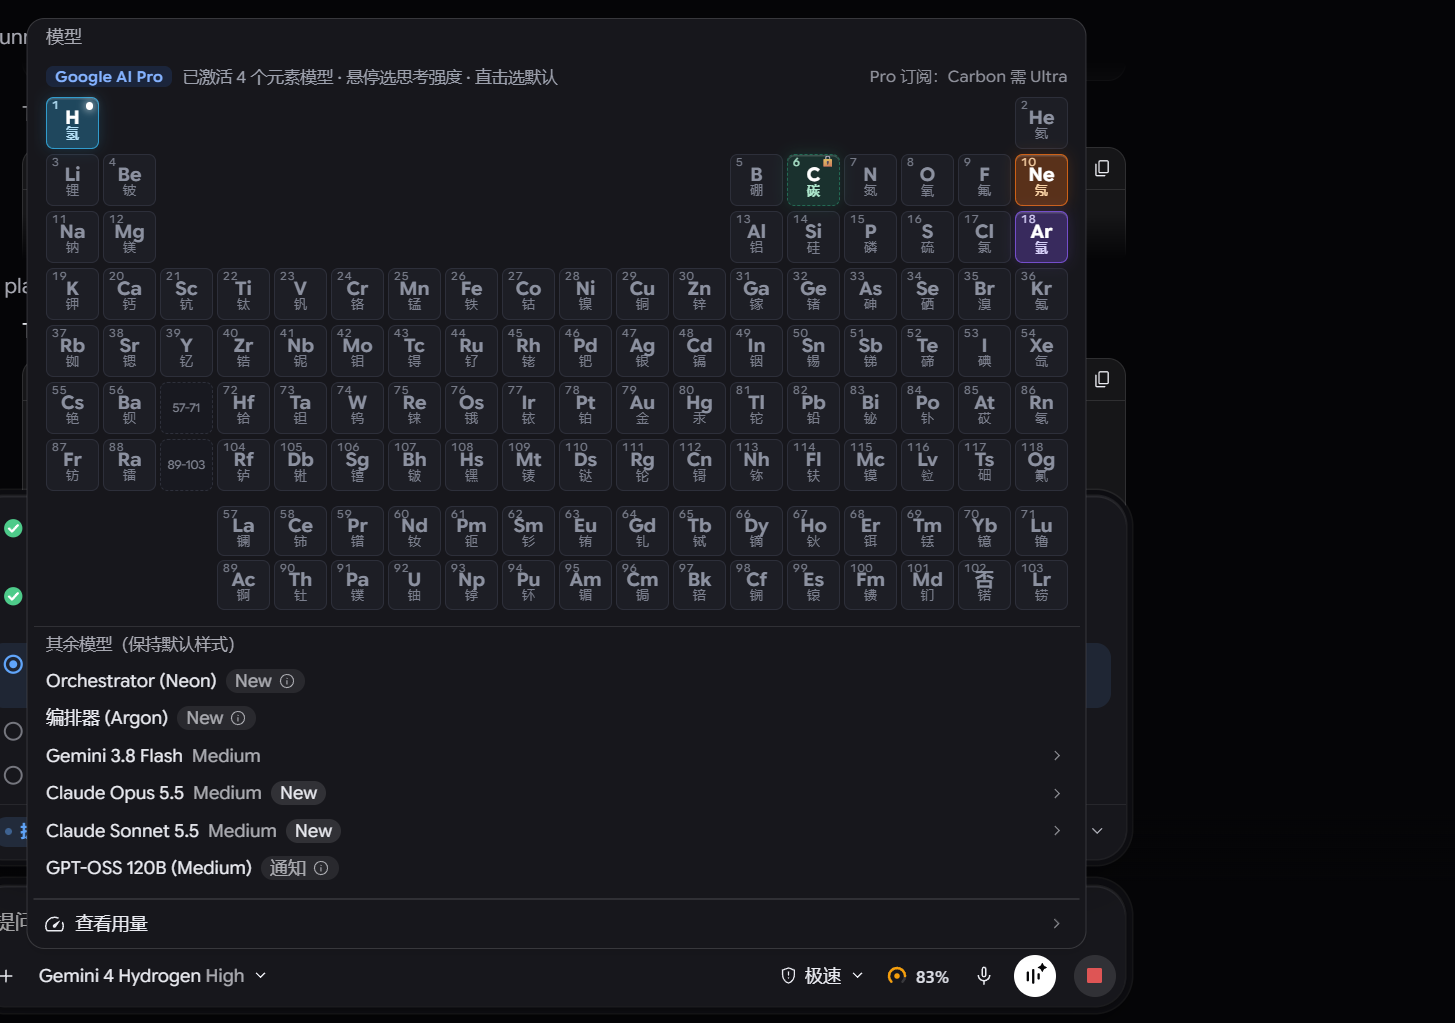 模型
Google AI Pro 已激活 4 个元素模型 · 悬停选思考强度 · 直击选默认 Pro 订阅：Carbon 需 Ultra
1 H 氢 2 He 氦
3 Li 锂 4 Be 铍 5 B 硼 6 C 碳 7 N 氮 8 O 氧 9 F 氟 10 Ne 氖
11 Na 钠 12 Mg 镁 13 Al 铝 14 Si 硅 15 P 磷 16 S 硫 17 Cl 氯 18 Ar 氩
19 K 钾 20 Ca 钙 21 Sc 钪 22 Ti 钛 23 V 钒 24 Cr 铬 25 Mn 锰 26 Fe 铁 27 Co 钴 28 Ni 镍 29 Cu 铜 30 Zn 锌 31 Ga 镓 32 Ge 锗 33 As 砷 34 Se 硒 35 Br 溴 36 Kr 氪
37 Rb 铷 38 Sr 锶 39 Y 钇 40 Zr 锆 41 Nb 铌 42 Mo 钼 43 Tc 锝 44 Ru 钌 45 Rh 铑 46 Pd 钯 47 Ag 银 48 Cd 镉 49 In 铟 50 Sn 锡 51 Sb 锑 52 Te 碲 53 I 碘 54 Xe 氙
55 Cs 铯 56 Ba 钡 57-71 72 Hf 铪 73 Ta 钽 74 W 钨 75 Re 铼 76 Os 锇 77 Ir 铱 78 Pt 铂 79 Au 金 80 Hg 汞 81 Tl 铊 82 Pb 铅 83 Bi 铋 84 Po 钋 85 At 砹 86 Rn 氡
87 Fr 钫 88 Ra 镭 89-103 104 Rf 𬬻 105 Db 𬭊 106 Sg 𬭳 107 Bh 𬭛 108 Hs 𬭶 109 Mt 鿏 110 Ds 𫟼 111 Rg 𬬭 112 Cn 鿔 113 Nh 鿭 114 Fl 𫓧 115 Mc 镆 116 Lv 𫟷 117 Ts 118 Og
57 La 镧 58 Ce 铈 59 Pr 镨 60 Nd 钕 61 Pm 钷 62 Sm 钐 63 Eu 铕 64 Gd 钆 65 Tb 铽 66 Dy 镝 67 Ho 钬 68 Er 铒 69 Tm 铥 70 Yb 镱 71 Lu 镥
89 Ac 锕 90 Th 钍 91 Pa 镤 92 U 铀 93 Np 镎 94 Pu 钚 95 Am 镅 96 Cm 锔 97 Bk 锫 98 Cf 锎 99 Es 锿 100 Fm 镄 101 Md 钔 102 否 锘 103 Lr 铹
其余模型（保持默认样式）
Orchestrator (Neon) New
编排器 (Argon) New
Gemini 3.8 Flash Medium
Claude Opus 5.5 Medium New
Claude Sonnet 5.5 Medium New
GPT-OSS 120B (Medium) 通知
查看用量
提问
Gemini 4 Hydrogen High 极速 83%